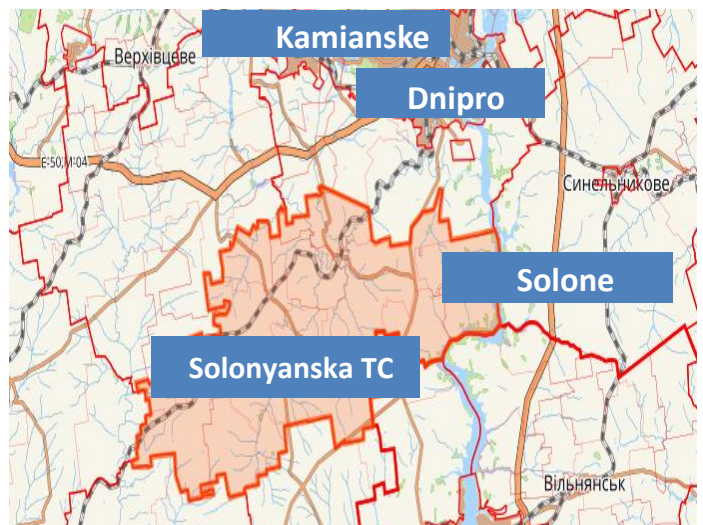 Kamianske
Верхівцеве
Dnipro
E-50;M-04
Синельникове
Solone
Solonyanska TC
Вільнянськ